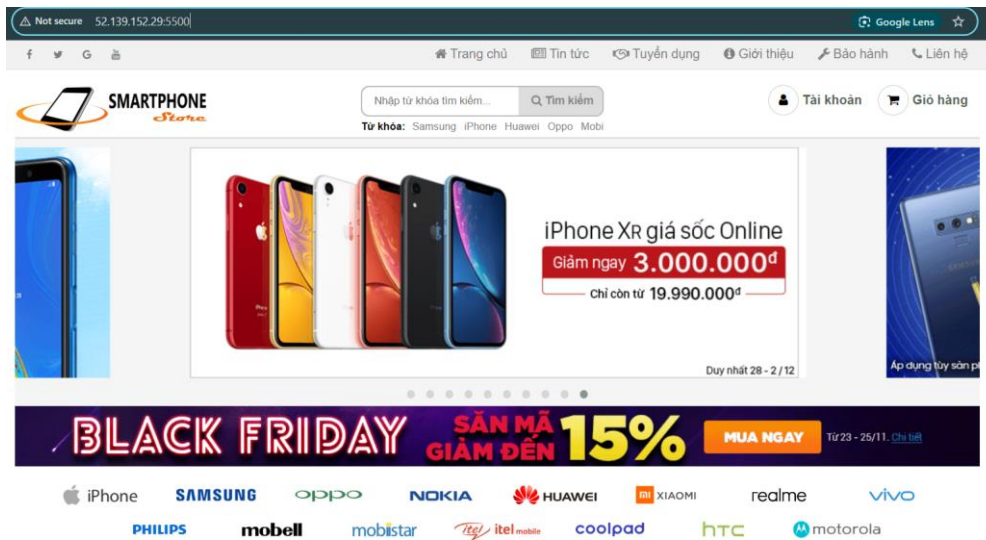 Not secure 52.139.152.29:5500 Google Lens
Trang chủ Tin tức Tuyển dụng Giới thiệu Bảo hành Liên hệ
SMARTPHONE
Store
Nhập từ khóa tìm kiếm... Tìm kiếm
Tài khoản Giỏ hàng
Từ khóa: Samsung iPhone Huawei Oppo Mobi
iPhone XR giá sốc Online
Giảm ngay 3.000.000đ
Chỉ còn từ 19.990.000đ
Duy nhất 28 - 2 / 12
Áp dụng tùy sản
BLACK FRIDAY
SĂN MÃ
GIẢM ĐẾN
15%
MUA NGAY
Từ 23 - 25/11. Chi tiết
iPhone SAMSUNG oppo NOKIA HUAWEI mi XIAOMI realme vivo
PHILIPS mobell mobiistar itel itel mobile coolpad hTC motorola